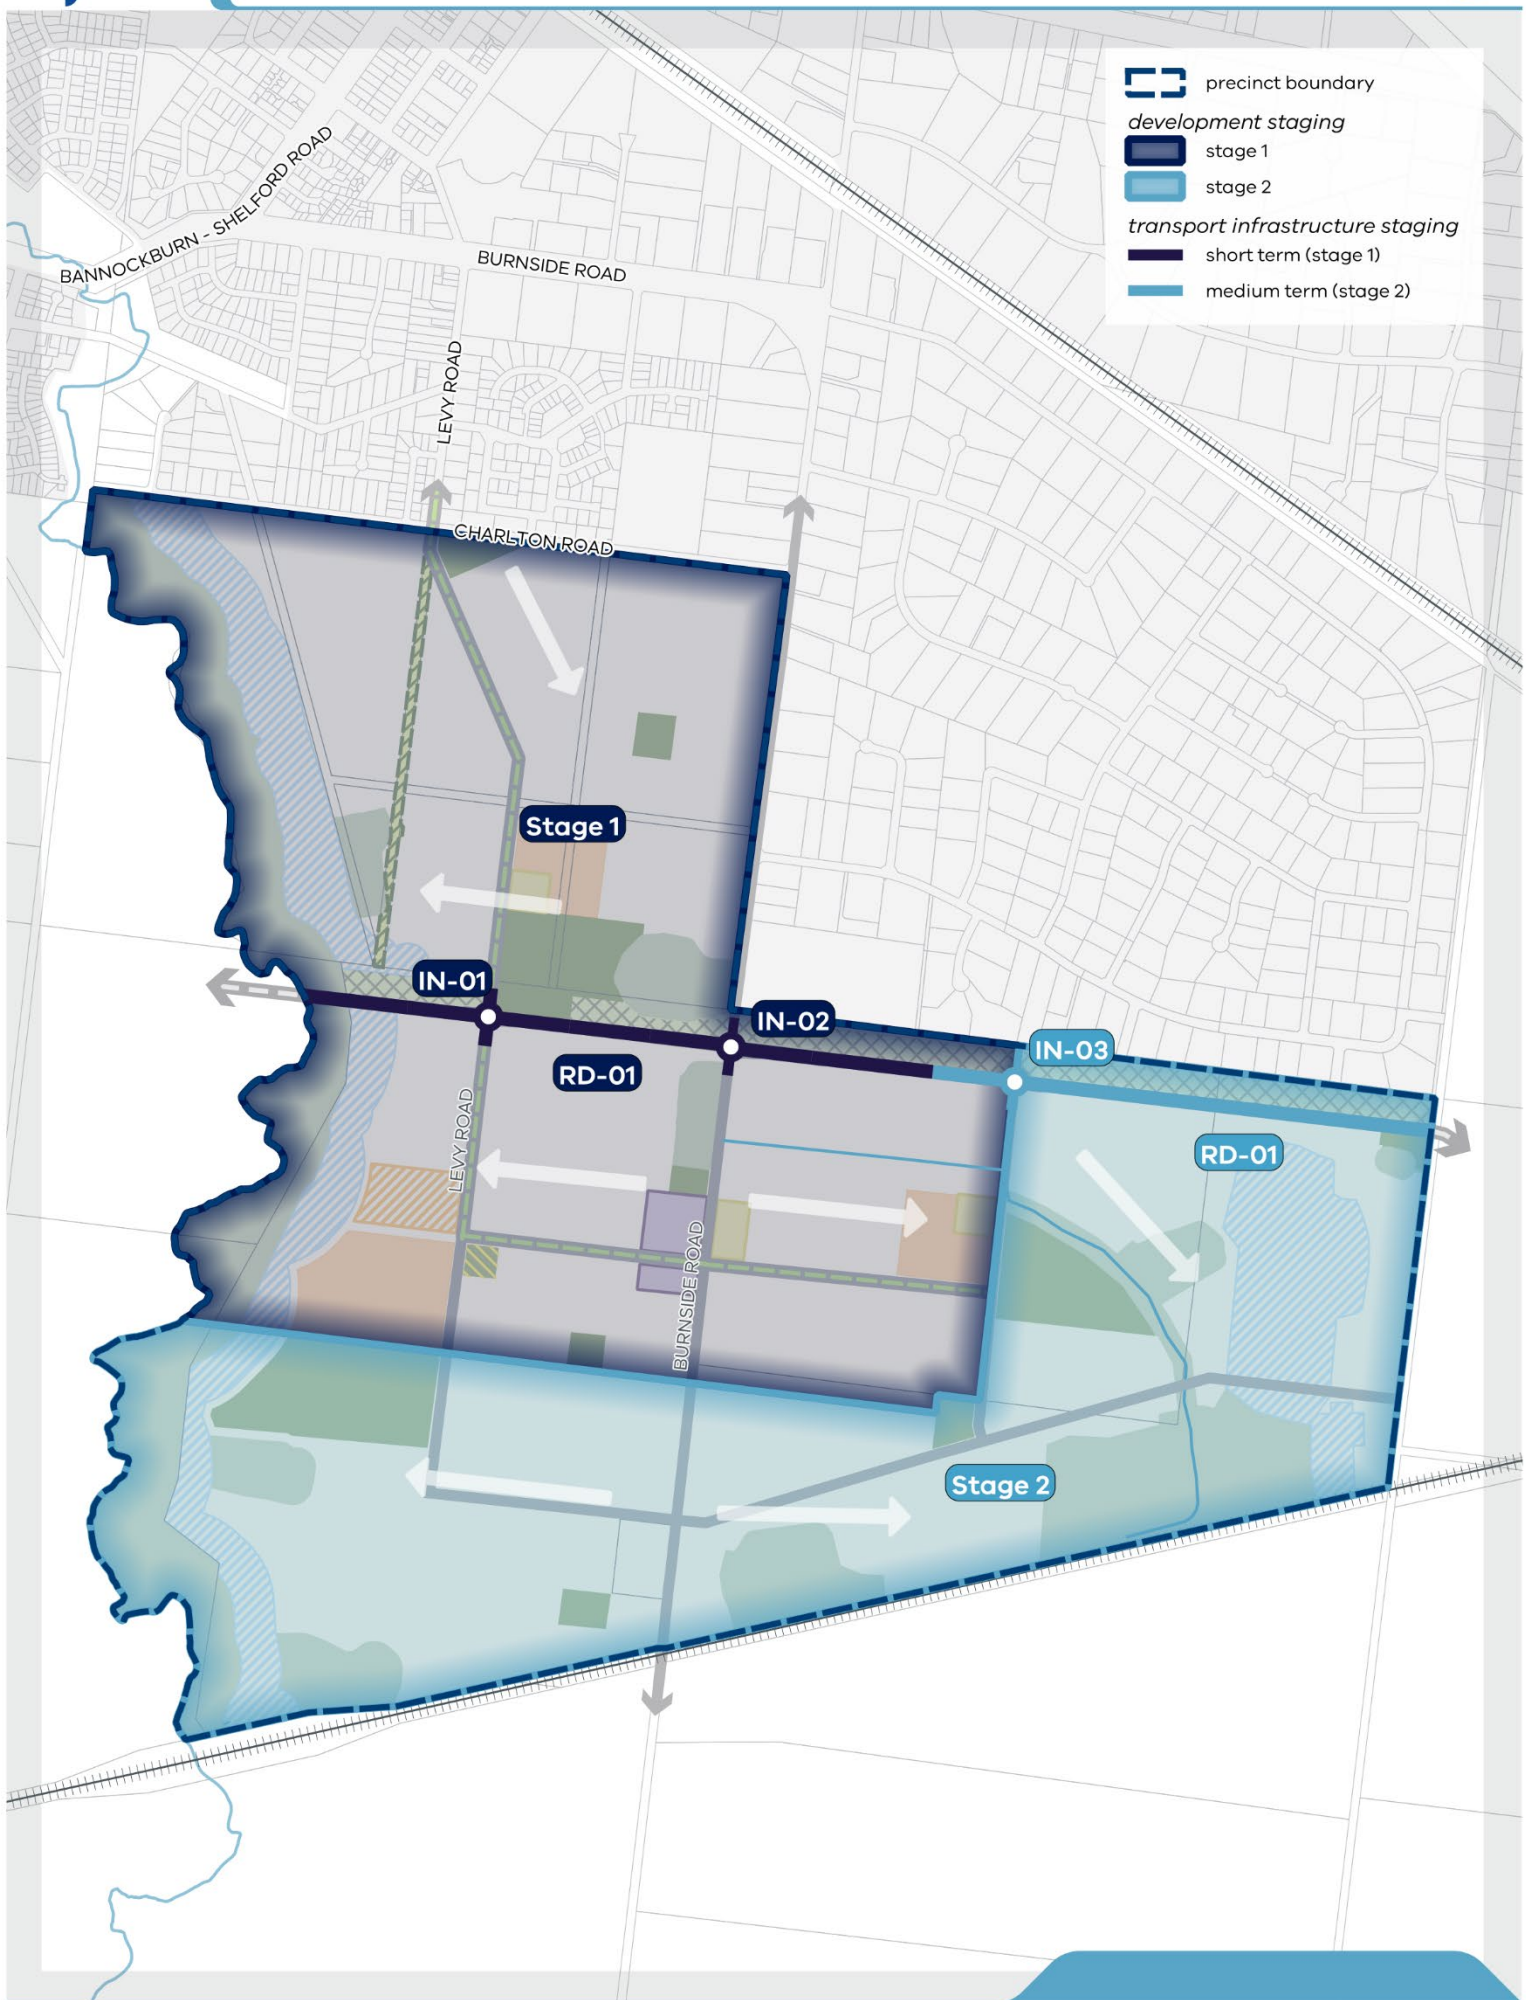 precinct boundary
development staging
stage 1
stage 2
transport infrastructure staging
short term (stage 1)
medium term (stage 2)
BANNOCKBURN - SHELFORD ROAD
BURNSIDE ROAD
LEVY ROAD
CHARLTON ROAD
Stage 1
IN-01
IN-02
IN-03
RD-01
RD-01
LEVY ROAD
BURNSIDE ROAD
Stage 2